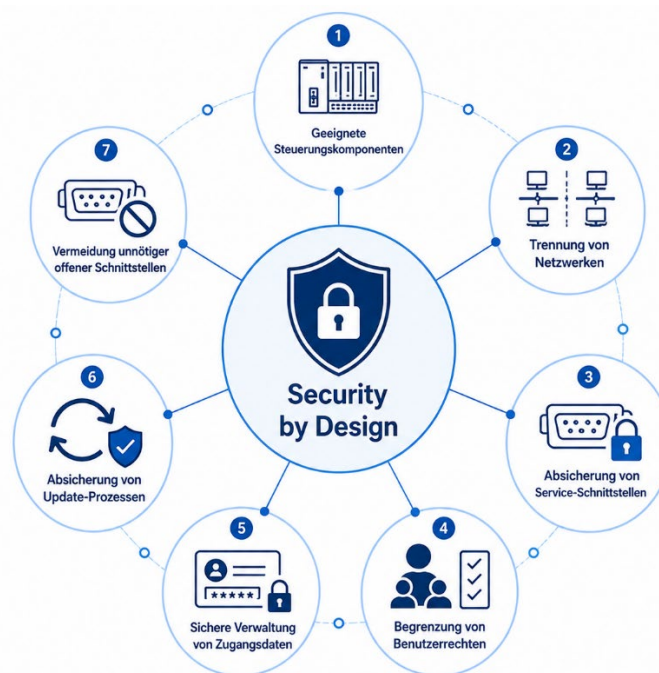 1
Geeignete
Steuerungskomponenten
2
Trennung von
Netzwerken
3
Absicherung von
Service-Schnittstellen
4
Begrenzung von
Benutzerrechten
5
*****
Sichere Verwaltung
von Zugangsdaten
6
Absicherung von
Update-Prozessen
7
Vermeidung unnötiger
offener Schnittstellen
Security
by Design